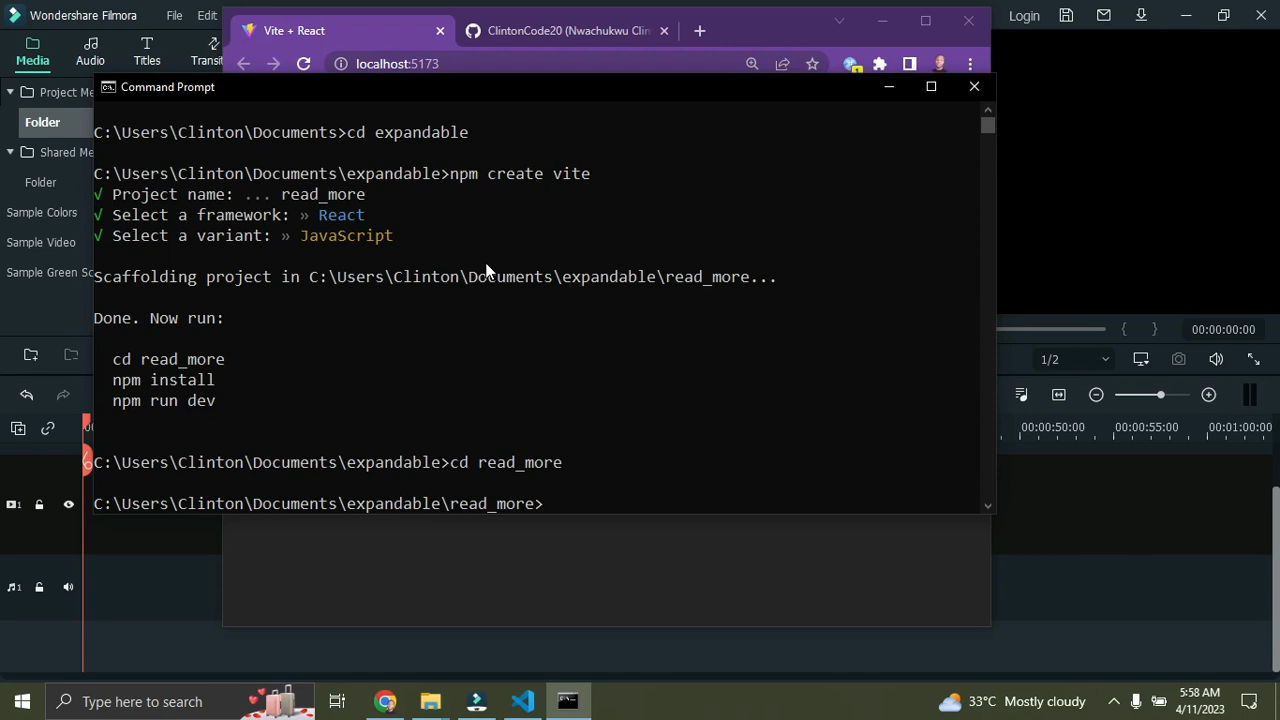 Wondershare Filmora
File
Edit
Login
Media
Audio
Titles
Transit
Project Me
Folder
Shared Me
Folder
Sample Colors
Sample Video
Sample Green Sc
Vite + React
ClintonCode20 (Nwachukwu Clin
localhost:5173
1
Command Prompt
C:\Users\Clinton\Documents>cd expandable
C:\Users\Clinton\Documents\expandable>npm create vite
√ Project name: ... read_more
√ Select a framework: » React
√ Select a variant: » JavaScript
Scaffolding project in C:\Users\Clinton\Documents\expandable\read_more...
Done. Now run:
cd read_more
npm install
npm run dev
C:\Users\Clinton\Documents\expandable>cd read_more
C:\Users\Clinton\Documents\expandable\read_more>
{ }
00:00:00:00
1/2
00:00:50:00
00:00:55:00
00:01:00:00
1
1
Type here to search
33°C Mostly cloudy
5:58 AM
4/11/2023